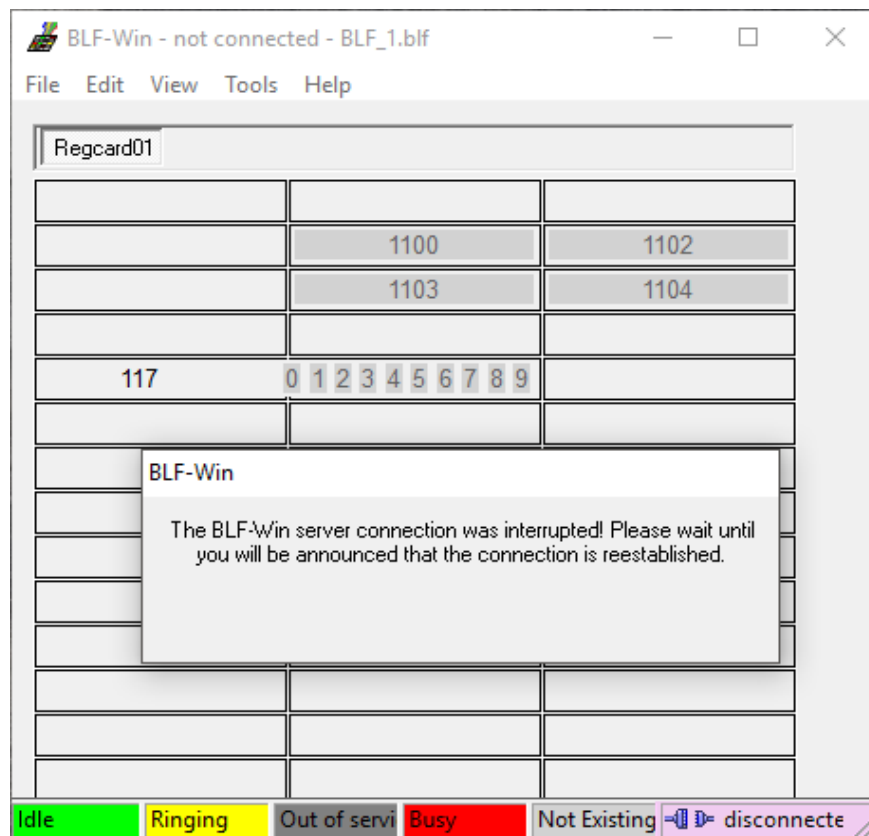 BLF-Win - not connected - BLF_1.blf
File Edit View Tools Help
Regcard01
1100 1102
1103 1104
117 0 1 2 3 4 5 6 7 8 9
BLF-Win
The BLF-Win server connection was interrupted! Please wait until
you will be announced that the connection is reestablished.
Idle Ringing Out of servi Busy Not Existing disconnecte